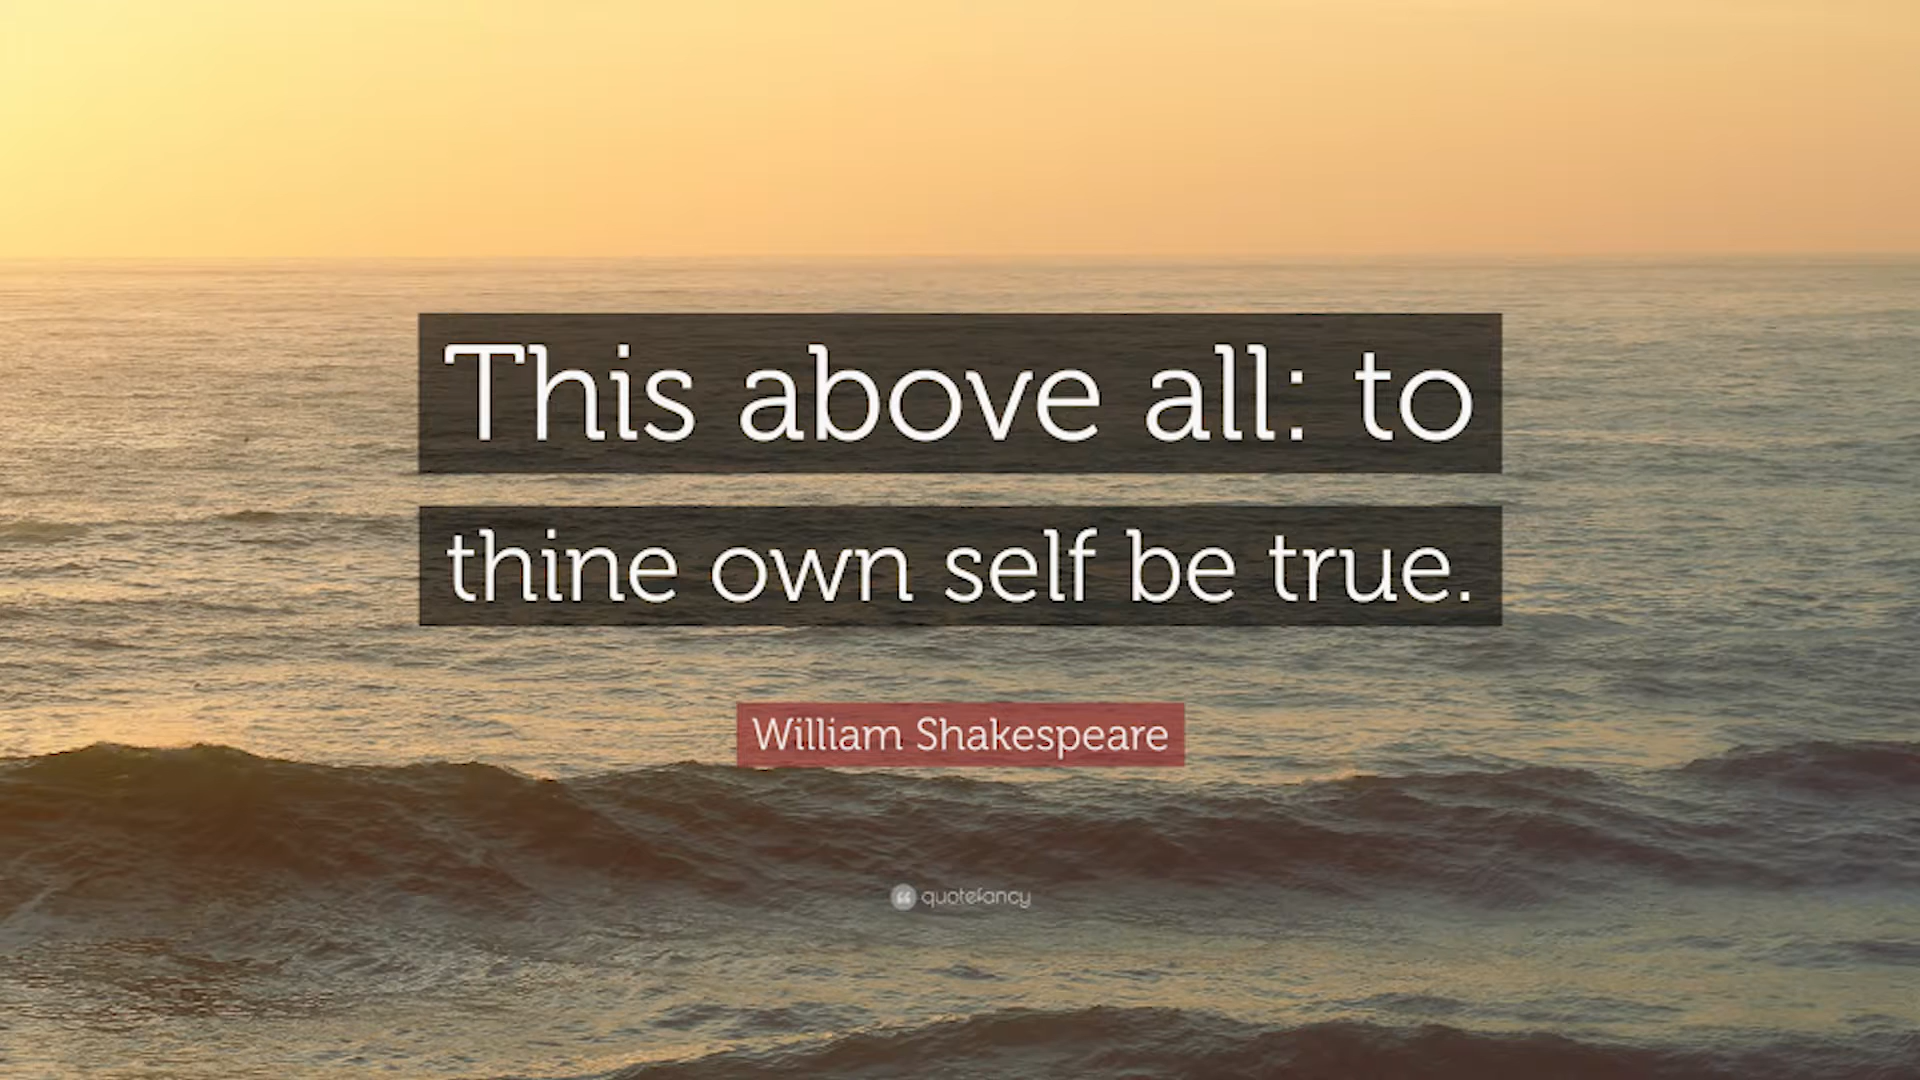 This above all: to
thine own self be true.
William Shakespeare
quotefancy